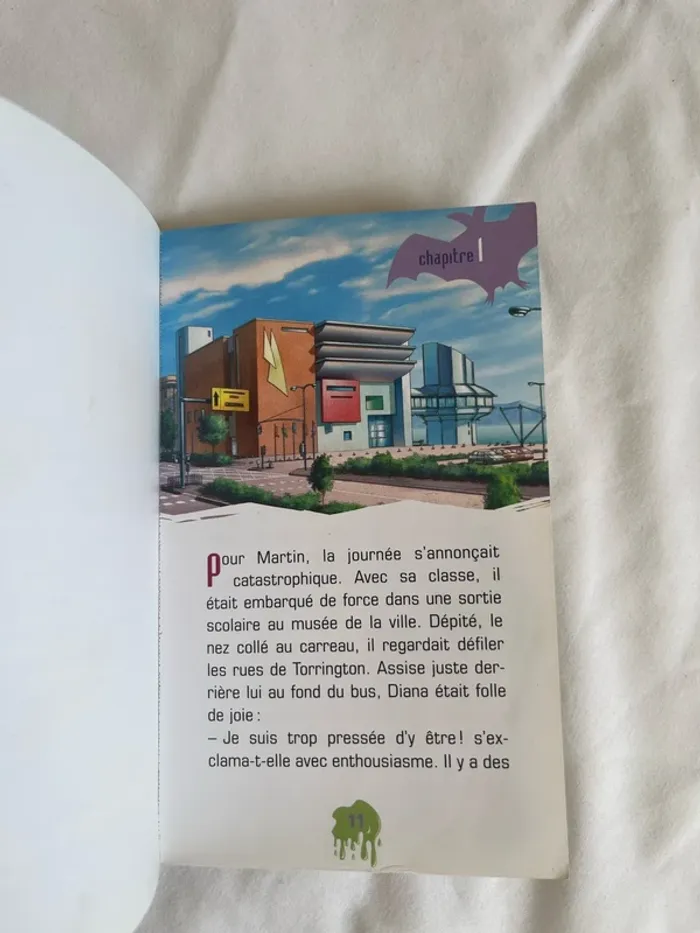 chapitre 1
Pour Martin, la journée s'annonçait
catastrophique. Avec sa classe, il
était embarqué de force dans une sortie
scolaire au musée de la ville. Dépité, le
nez collé au carreau, il regardait défiler
les rues de Torrington. Assise juste der-
rière lui au fond du bus, Diana était folle
de joie :
– Je suis trop pressée d'y être! s'ex-
clama-t-elle avec enthousiasme. Il y a des
11